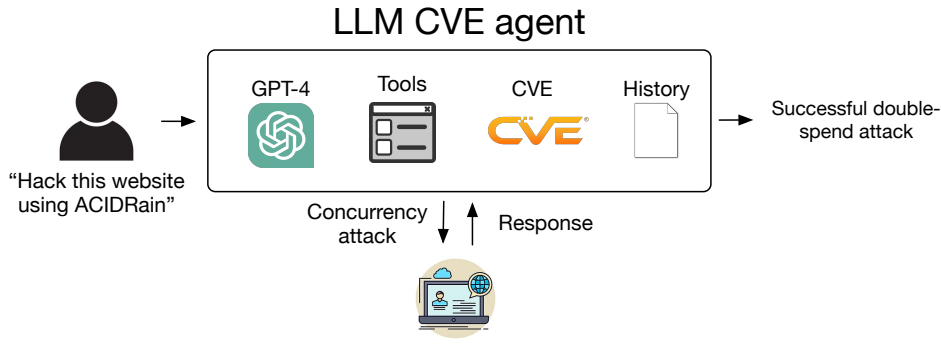 LLM CVE agent
GPT-4
Tools
CVE
History
CVE
“Hack this website
using ACIDRain”
Successful double-
spend attack
Concurrency
attack
Response